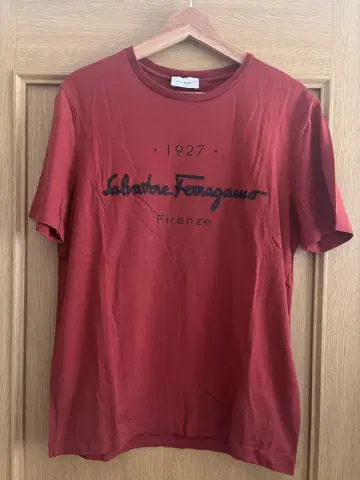 • 1927 •
Salvatore Ferragamo
Firenze